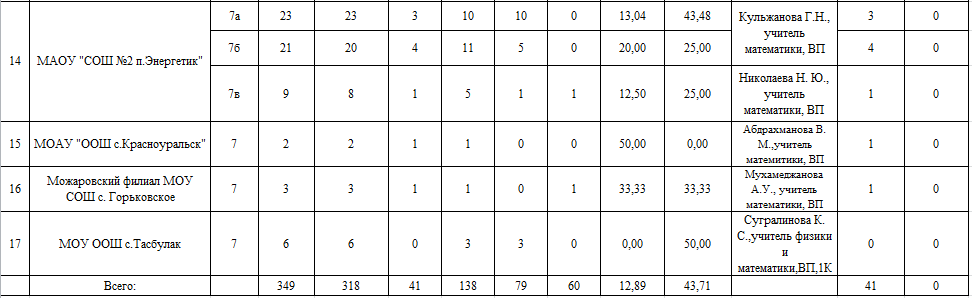 7а 23 23 3 10 10 0 13,04 43,48 Кульжанова Г.Н., учитель математики, ВП 3 0
14 МАОУ "СОШ №2 п.Энергетик" 7б 21 20 4 11 5 0 20,00 25,00 4 0
7в 9 8 1 5 1 1 12,50 25,00 Николаева Н. Ю., учитель математики, ВП 1 0
15 МОАУ "ООШ с.Красноуральск" 7 2 2 1 1 0 0 50,00 0,00 Абдрахманова В. М.,учитель матемитики, ВП 1 0
16 Можаровский филиал МОУ СОШ с. Горьковское 7 3 3 1 1 0 1 33,33 33,33 Мухамеджанова А.У., учитель математики, ВП 1 0
17 МОУ ООШ с.Тасбулак 7 6 6 0 3 3 0 0,00 50,00 Сугралинова К. С.,учитель физики и математики,ВП,1К 0 0
Всего: 349 318 41 138 79 60 12,89 43,71 41 0